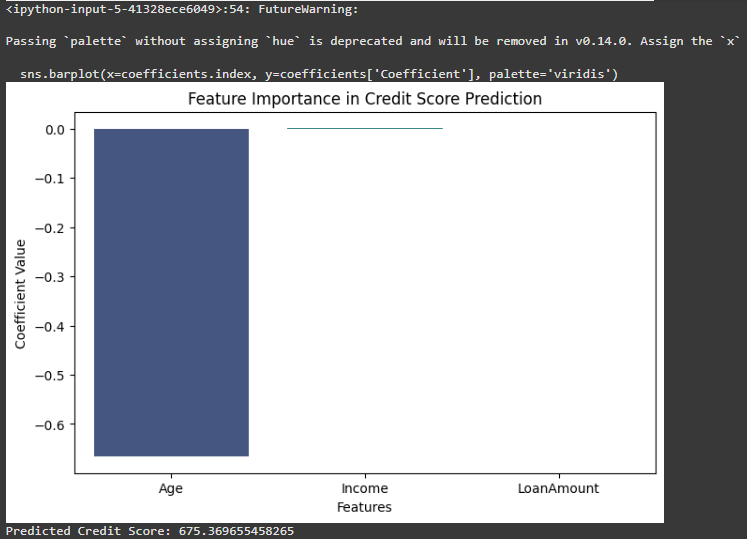 <ipython-input-5-41328ece6049>:54: FutureWarning:
Passing `palette` without assigning `hue` is deprecated and will be removed in v0.14.0. Assign the `x`
sns.barplot(x=coefficients.index, y=coefficients['Coefficient'], palette='viridis')
Feature Importance in Credit Score Prediction
0.0
−0.1
−0.2
−0.3
−0.4
−0.5
−0.6
Coefficient Value
Age
Income
LoanAmount
Features
Predicted Credit Score: 675.369655458265